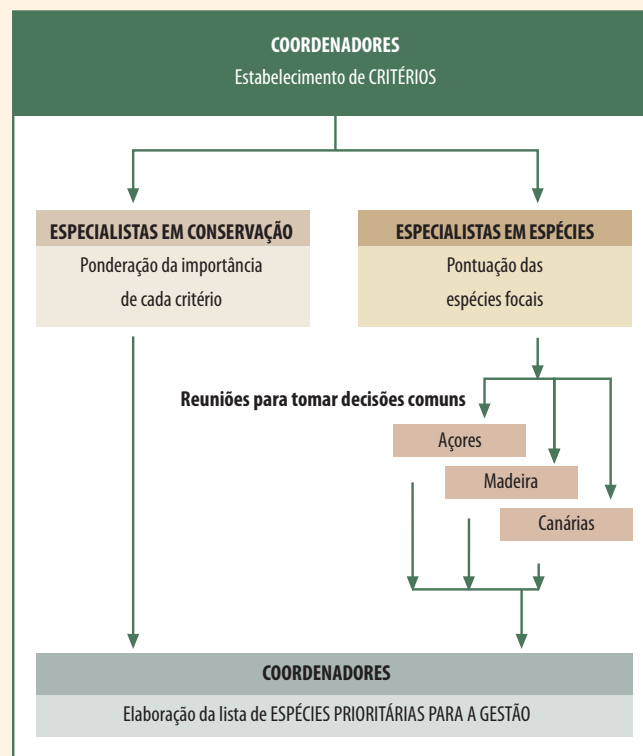 COORDENADORES
Estabelecimento de CRITÉRIOS
ESPECIALISTAS EM CONSERVAÇÃO
Ponderação da importância
de cada critério
ESPECIALISTAS EM ESPÉCIES
Pontuação das
espécies focais
Reuniões para tomar decisões comuns
Açores
Madeira
Canárias
COORDENADORES
Elaboração da lista de ESPÉCIES PRIORITÁRIAS PARA A GESTÃO